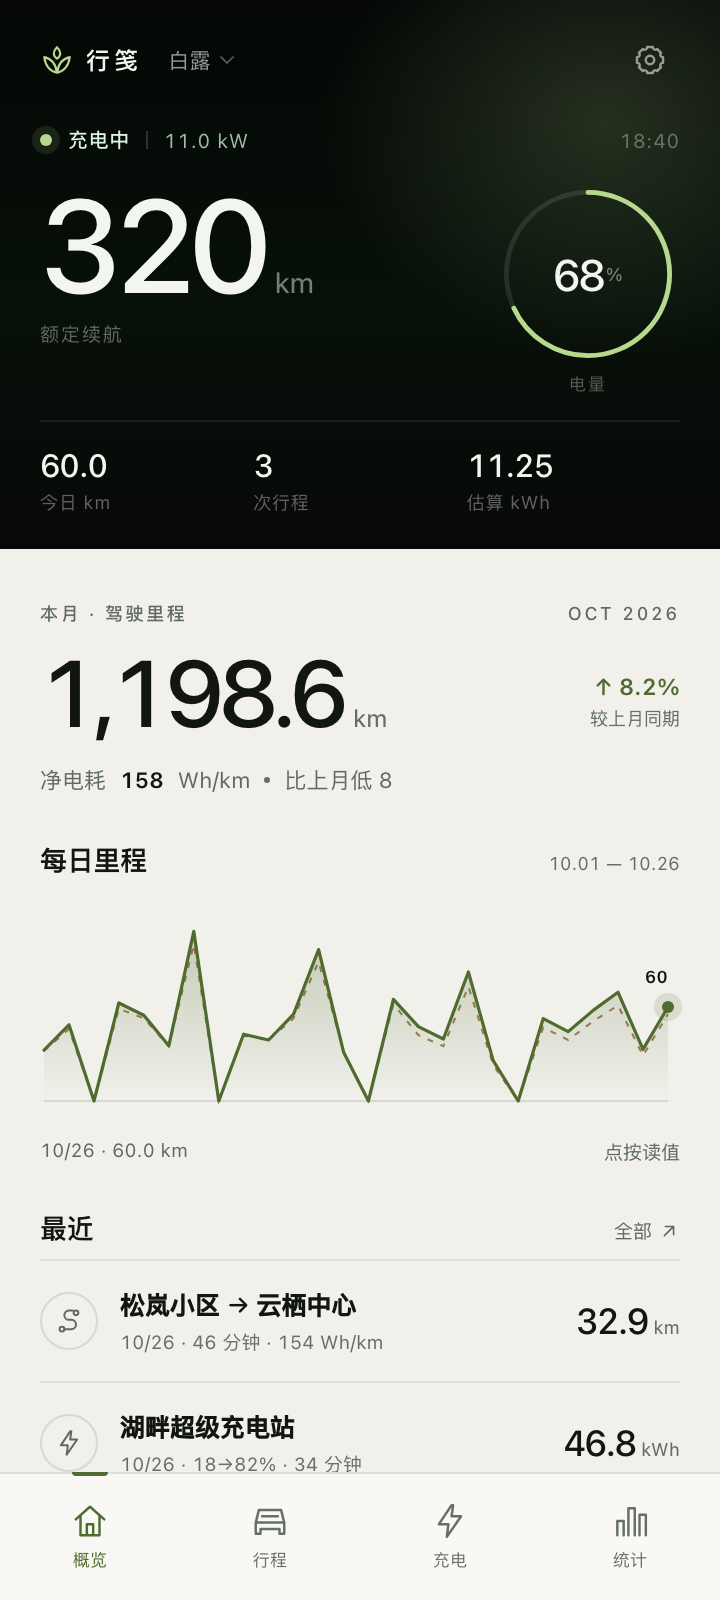 行笺 白露
充电中 11.0 kW 18:40
320 km
68%
额定续航
电量
60.0 3 11.25
今日 km 次行程 估算 kWh
本月 · 驾驶里程 OCT 2026
1,198.6 km
↑ 8.2%
较上月同期
净电耗 158 Wh/km • 比上月低 8
每日里程 10.01 — 10.26
60
10/26 · 60.0 km 点按读值
最近 全部 ↗
松岚小区 → 云栖中心
32.9 km
10/26 · 46 分钟 · 154 Wh/km
湖畔超级充电站
46.8 kWh
10/26 · 18→82% · 34 分钟
概览 行程 充电 统计